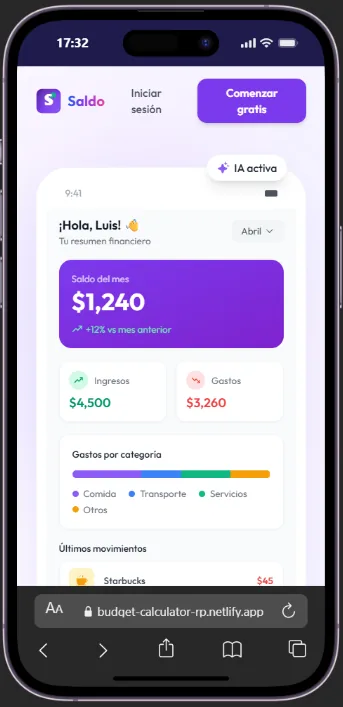 17:32
S Saldo
Iniciar
sesión
Comenzar
gratis
IA activa
9:41
¡Hola, Luis! 👋
Tu resumen financiero
Abril
Saldo del mes
$1,240
+12% vs mes anterior
Ingresos
$4,500
Gastos
$3,260
Gastos por categoría
Comida Transporte Servicios
Otros
Últimos movimientos
Starbucks $45
AA budget-calculator-rp.netlify.app